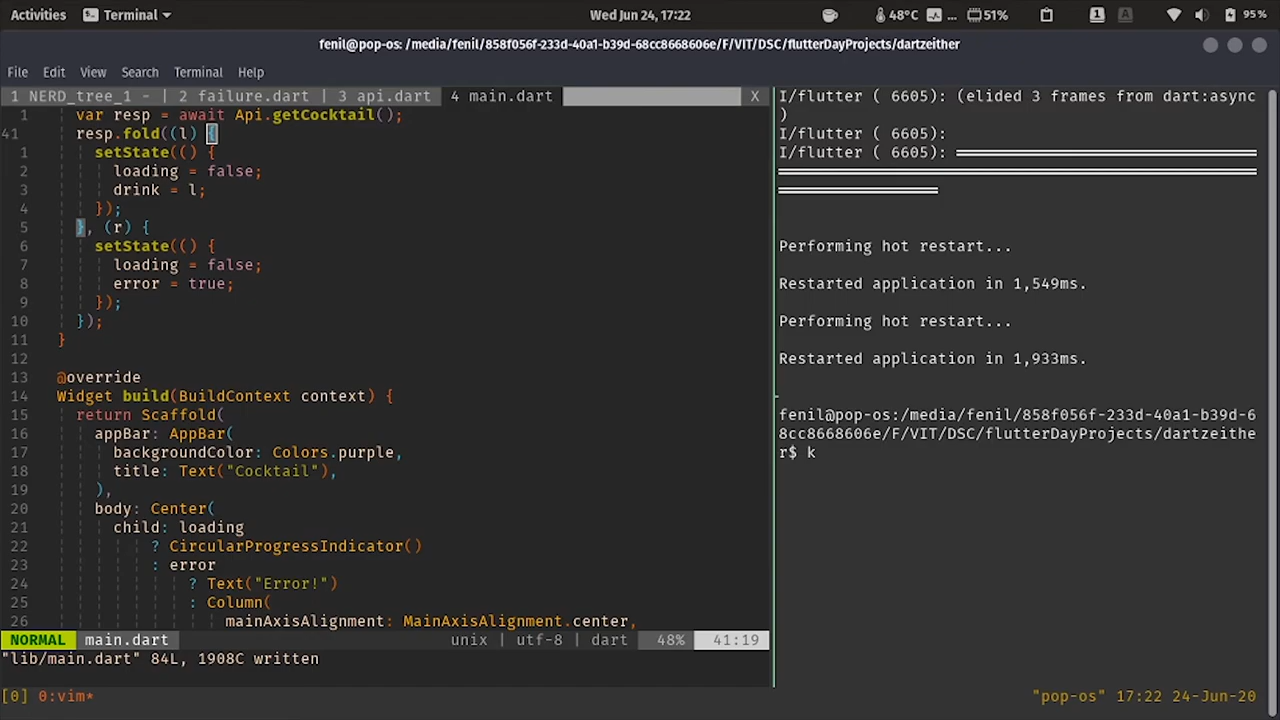 Activities Terminal Wed Jun 24, 17:22 48°C ... 51% 1 A 95%
fenil@pop-os: /media/fenil/858f056f-233d-40a1-b39d-68cc8668606e/F/VIT/DSC/flutterDayProjects/dartzeither
File Edit View Search Terminal Help
1 NERD_tree_1 - | 2 failure.dart | 3 api.dart 4 main.dart X
1 var resp = await Api.getCocktail();
41 resp.fold((l) {
1 setState(() {
2 loading = false;
3 drink = l;
4 });
5 }, (r) {
6 setState(() {
7 loading = false;
8 error = true;
9 });
10 });
11 }
12
13 @override
14 Widget build(BuildContext context) {
15 return Scaffold(
16 appBar: AppBar(
17 backgroundColor: Colors.purple,
18 title: Text("Cocktail"),
19 ),
20 body: Center(
21 child: loading
22 ? CircularProgressIndicator()
23 : error
24 ? Text("Error!")
25 : Column(
26 mainAxisAlignment: MainAxisAlignment.center,
NORMAL main.dart unix | utf-8 | dart 48% 41:19
"lib/main.dart" 84L, 1908C written
I/flutter ( 6605): (elided 3 frames from dart:async
)
I/flutter ( 6605):
I/flutter ( 6605): ════════════════════════════════
═══════════════════════════════════════════════════
═════════════════
Performing hot restart...
Restarted application in 1,549ms.
Performing hot restart...
Restarted application in 1,933ms.
fenil@pop-os:/media/fenil/858f056f-233d-40a1-b39d-6
8cc8668606e/F/VIT/DSC/flutterDayProjects/dartzeithe
r$ k
[0] 0:vim* "pop-os" 17:22 24-Jun-20